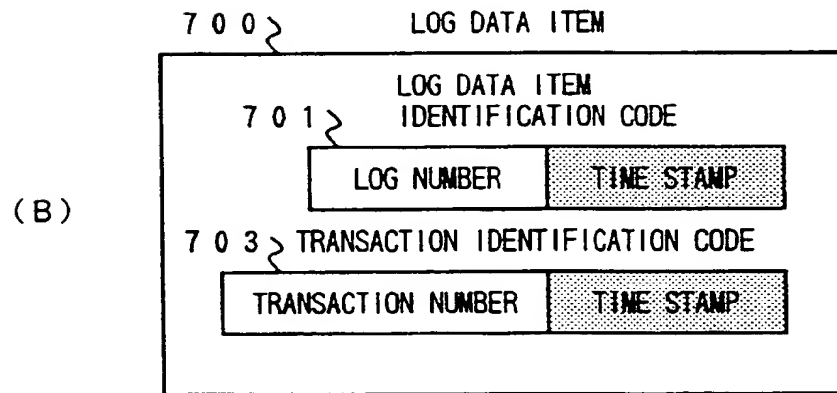 700 LOG DATA ITEM
LOG DATA ITEM
701 IDENTIFICATION CODE
LOG NUMBER TIME STAMP
(B)
703 TRANSACTION IDENTIFICATION CODE
TRANSACTION NUMBER TIME STAMP